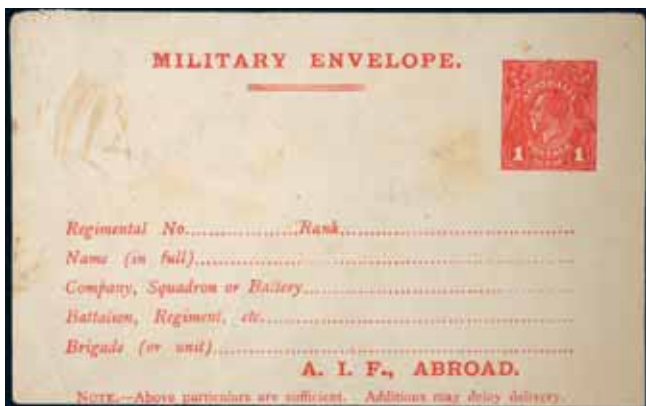 MILITARY ENVELOPE.
AUSTRALIA
1 1
Regimental No..................Rank......................................
Name (in full)..............................................................
Company, Squadron or Battery............................................
Battalion, Regiment, etc.................................................
Brigade (or unit)..........................................................
A. I. F., ABROAD.
NOTE.—Above particulars are sufficient. Additions may delay delivery.